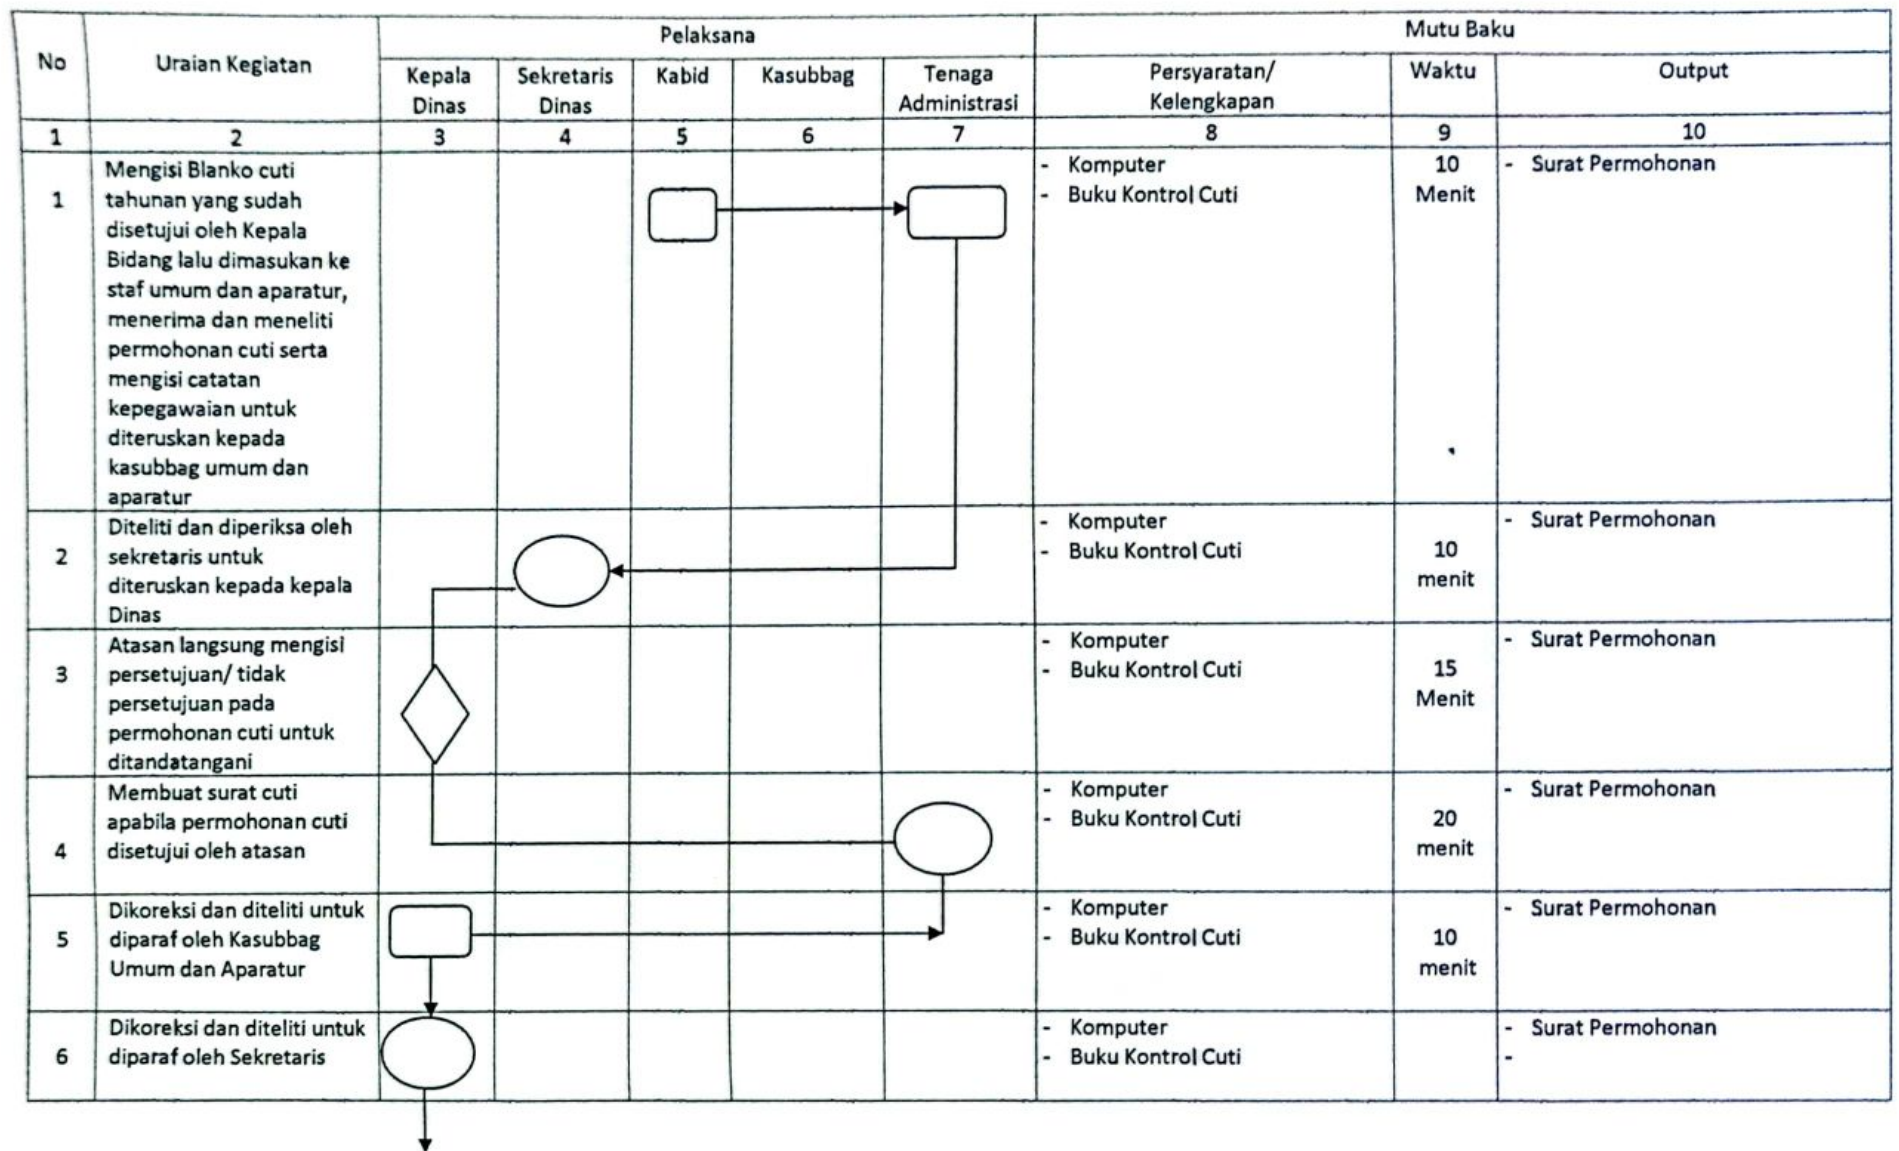 No
Uraian Kegiatan
Pelaksana
Mutu Baku
Kepala
Dinas
Sekretaris
Dinas
Kabid
Kasubbag
Tenaga
Administrasi
Persyaratan/
Kelengkapan
Waktu
Output
1 2 3 4 5 6 7 8 9 10
1
Mengisi Blanko cuti
tahunan yang sudah
disetujui oleh Kepala
Bidang lalu dimasukan ke
staf umum dan aparatur,
menerima dan meneliti
permohonan cuti serta
mengisi catatan
kepegawaian untuk
diteruskan kepada
kasubbag umum dan
aparatur
- Komputer
- Buku Kontrol Cuti
10
Menit
- Surat Permohonan
2
Diteliti dan diperiksa oleh
sekretaris untuk
diteruskan kepada kepala
Dinas
- Komputer
- Buku Kontrol Cuti
10
menit
- Surat Permohonan
3
Atasan langsung mengisi
persetujuan/ tidak
persetujuan pada
permohonan cuti untuk
ditandatangani
- Komputer
- Buku Kontrol Cuti
15
Menit
- Surat Permohonan
4
Membuat surat cuti
apabila permohonan cuti
disetujui oleh atasan
- Komputer
- Buku Kontrol Cuti
20
menit
- Surat Permohonan
5
Dikoreksi dan diteliti untuk
diparaf oleh Kasubbag
Umum dan Aparatur
- Komputer
- Buku Kontrol Cuti
10
menit
- Surat Permohonan
6
Dikoreksi dan diteliti untuk
diparaf oleh Sekretaris
- Komputer
- Buku Kontrol Cuti
- Surat Permohonan
-